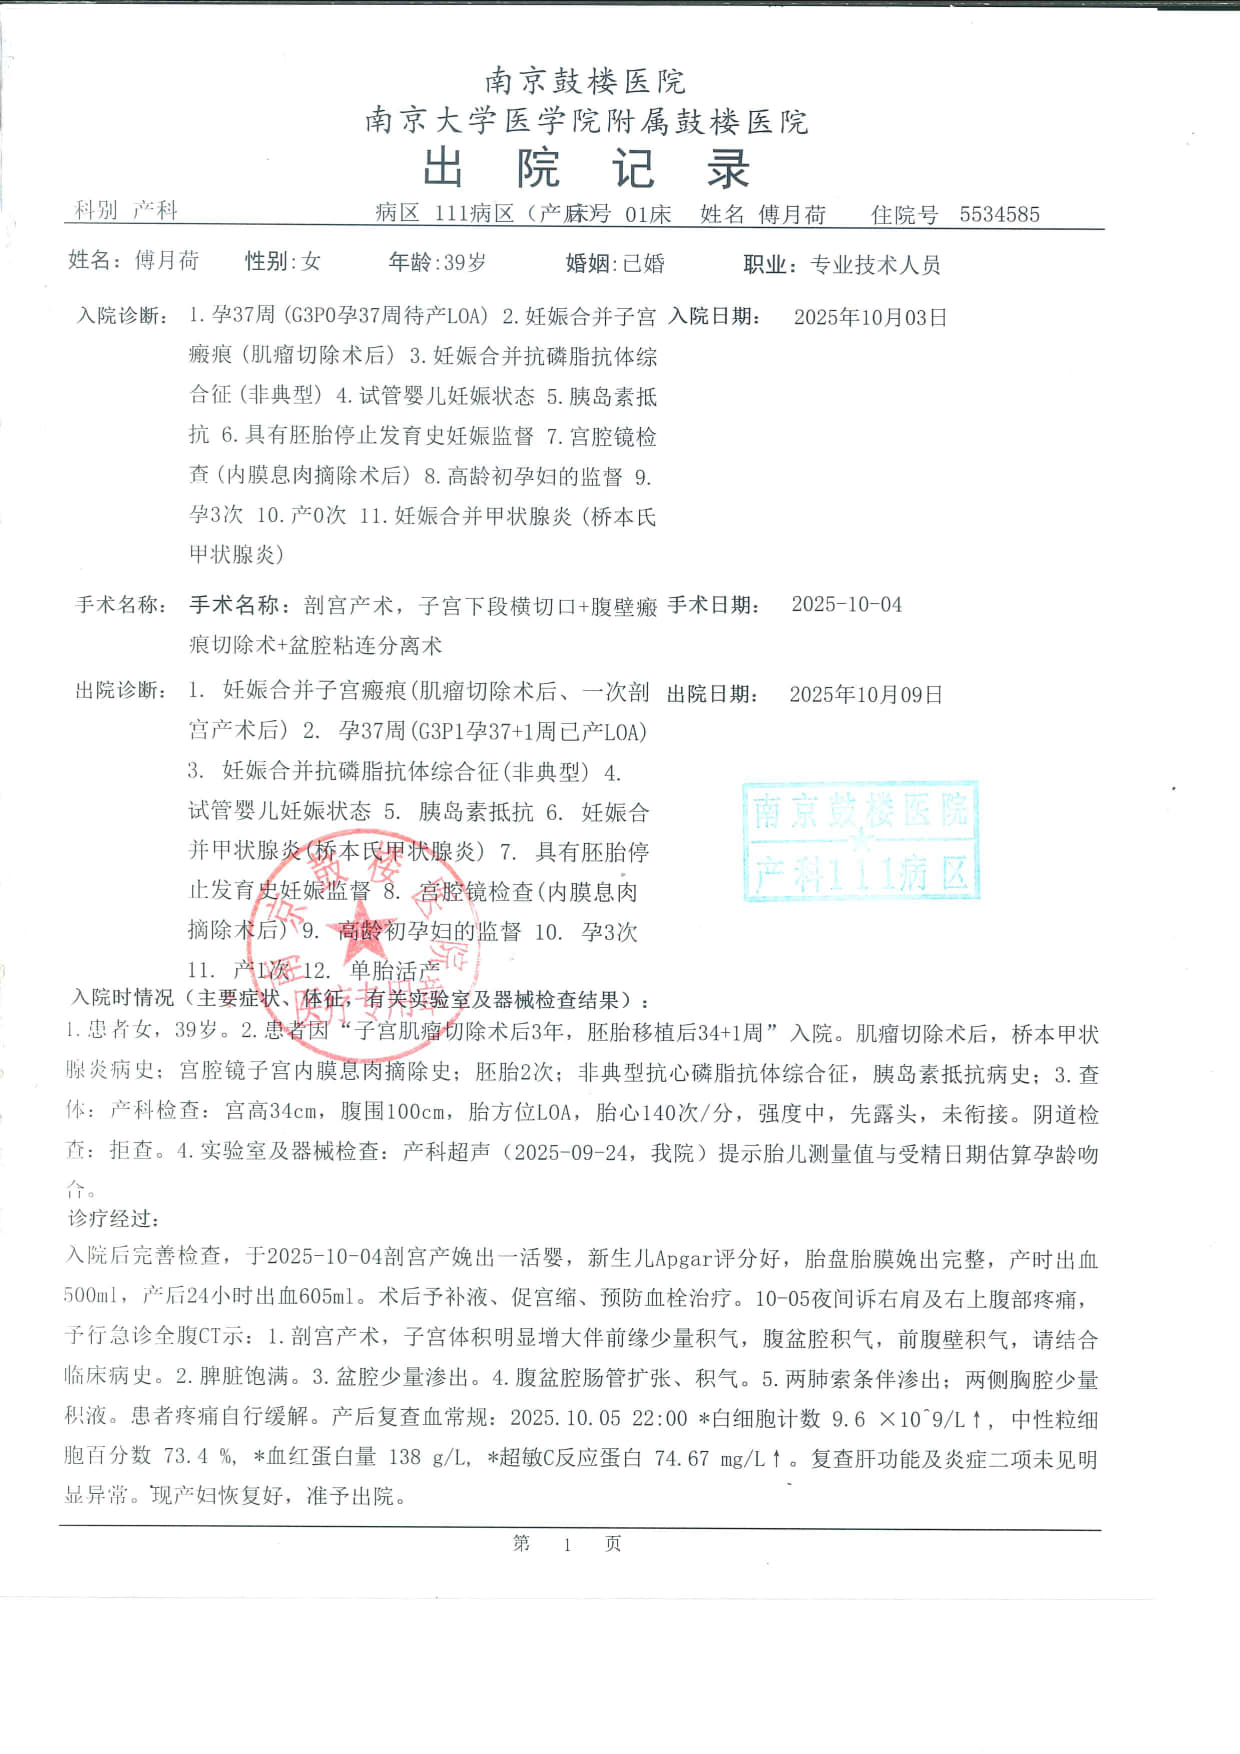 南京鼓楼医院
南京大学医学院附属鼓楼医院
出 院 记 录
科别 产科 病区 111病区（产后） 床号 01床 姓名 傅月荷 住院号 5534585
姓名：傅月荷 性别:女 年龄:39岁 婚姻:已婚 职业：专业技术人员
入院诊断： 1.孕37周（G3P0孕37周待产LOA）2.妊娠合并子宫 入院日期： 2025年10月03日
瘢痕（肌瘤切除术后）3.妊娠合并抗磷脂抗体综
合征（非典型）4.试管婴儿妊娠状态 5.胰岛素抵
抗 6.具有胚胎停止发育史妊娠监督 7.宫腔镜检
查（内膜息肉摘除术后）8.高龄初孕妇的监督 9.
孕3次 10.产0次 11.妊娠合并甲状腺炎（桥本氏
甲状腺炎）
手术名称： 手术名称：剖宫产术，子宫下段横切口+腹壁瘢 手术日期： 2025-10-04
痕切除术+盆腔粘连分离术
出院诊断： 1. 妊娠合并子宫瘢痕(肌瘤切除术后、一次剖 出院日期： 2025年10月09日
宫产术后) 2. 孕37周(G3P1孕37+1周已产LOA)
3. 妊娠合并抗磷脂抗体综合征(非典型) 4.
试管婴儿妊娠状态 5. 胰岛素抵抗 6. 妊娠合
并甲状腺炎(桥本氏甲状腺炎) 7. 具有胚胎停
止发育史妊娠监督 8. 宫腔镜检查(内膜息肉
摘除术后) 9. 高龄初孕妇的监督 10. 孕3次
11. 产1次 12. 单胎活产
南京鼓楼医院
产科111病区
南京鼓楼医院
医疗专用章
入院时情况（主要症状、体征，有关实验室及器械检查结果）：
1.患者女，39岁。2.患者因“子宫肌瘤切除术后3年，胚胎移植后34+1周”入院。肌瘤切除术后，桥本甲状
腺炎病史；宫腔镜子宫内膜息肉摘除史；胚胎2次；非典型抗心磷脂抗体综合征，胰岛素抵抗病史；3.查
体：产科检查：宫高34cm，腹围100cm，胎方位LOA，胎心140次/分，强度中，先露头，未衔接。阴道检
查：拒查。4.实验室及器械检查：产科超声（2025-09-24，我院）提示胎儿测量值与受精日期估算孕龄吻
合。
诊疗经过：
入院后完善检查，于2025-10-04剖宫产娩出一活婴，新生儿Apgar评分好，胎盘胎膜娩出完整，产时出血
500ml，产后24小时出血605ml。术后予补液、促宫缩、预防血栓治疗。10-05夜间诉右肩及右上腹部疼痛，
予行急诊全腹CT示：1.剖宫产术，子宫体积明显增大伴前缘少量积气，腹盆腔积气，前腹壁积气，请结合
临床病史。2.脾脏饱满。3.盆腔少量渗出。4.腹盆腔肠管扩张、积气。5.两肺索条伴渗出；两侧胸腔少量
积液。患者疼痛自行缓解。产后复查血常规：2025.10.05 22:00 *白细胞计数 9.6 ×10^9/L↑, 中性粒细
胞百分数 73.4 %, *血红蛋白量 138 g/L, *超敏C反应蛋白 74.67 mg/L↑。复查肝功能及炎症二项未见明
显异常。现产妇恢复好，准予出院。
第 1 页